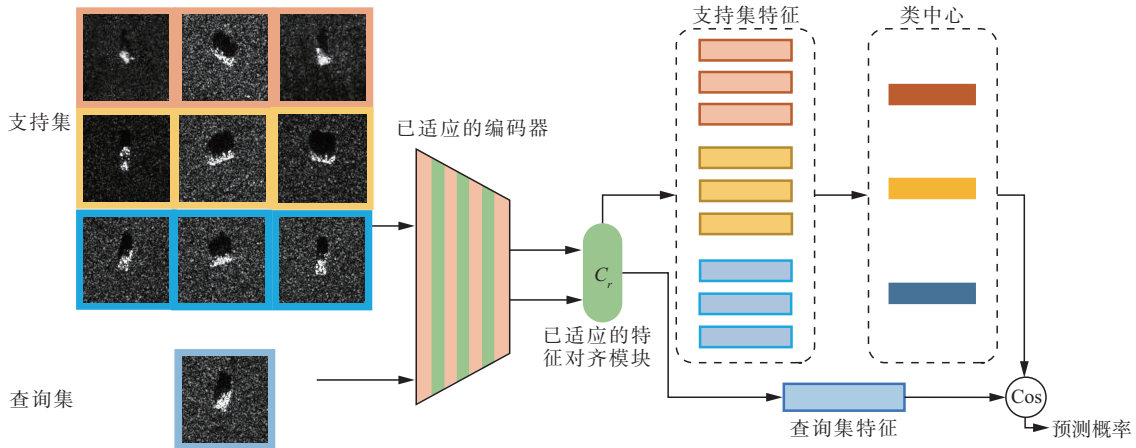 支持集特征
类中心
支持集
已适应的编码器
C_r
已适应的特
征对齐模块
查询集
查询集特征
Cos
预测概率